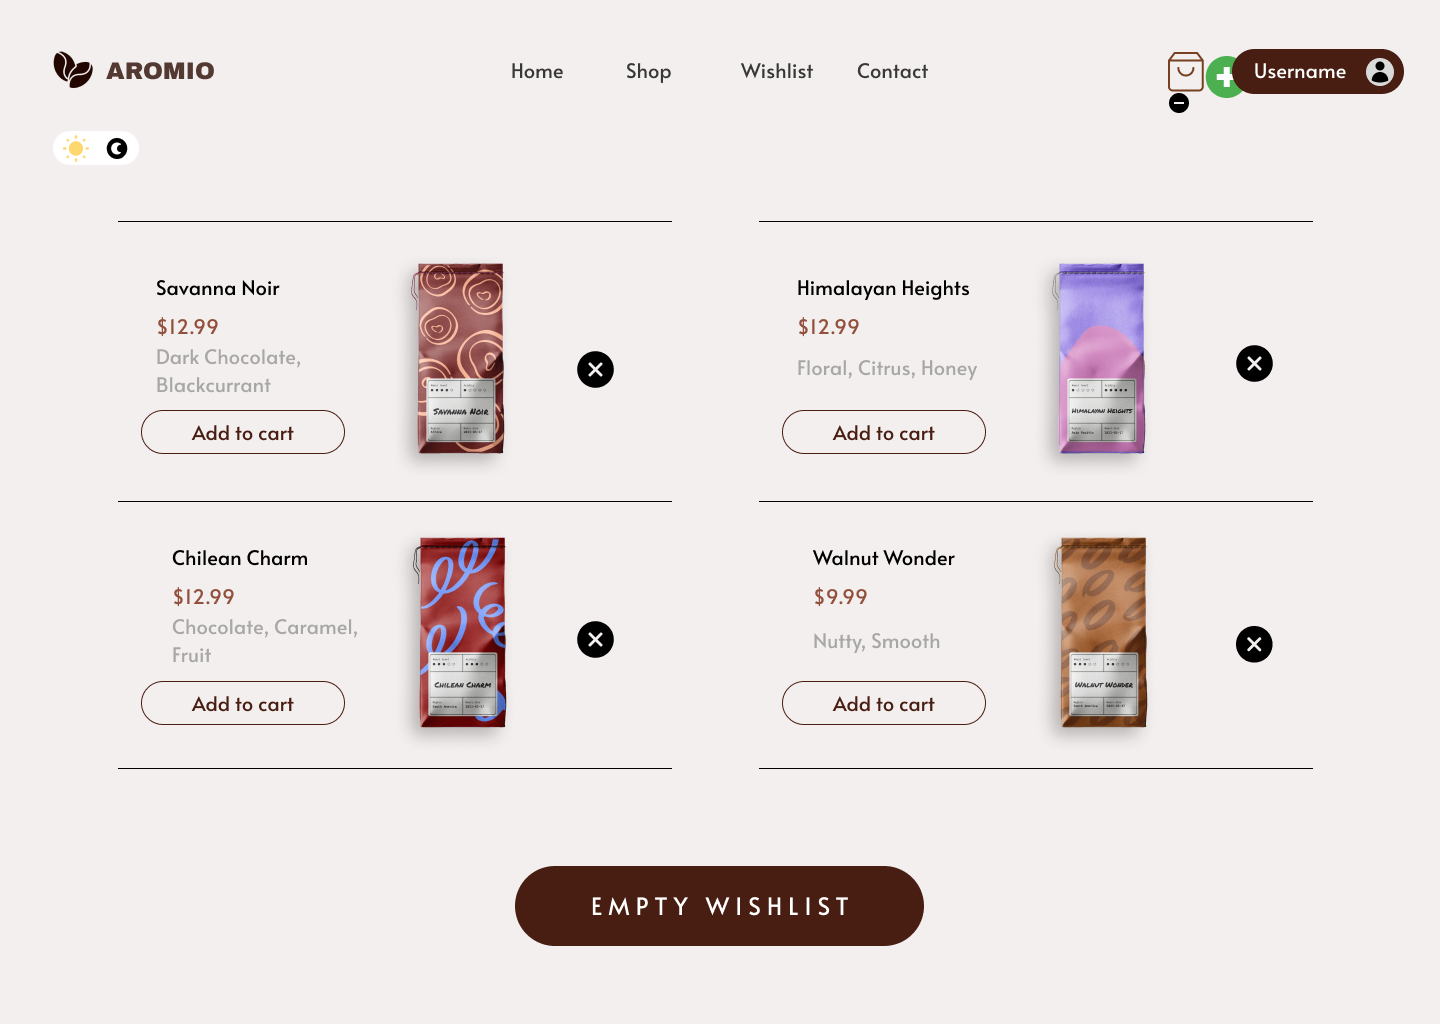 AROMIO
Home
Shop
Wishlist
Contact
Username
Savanna Noir
$12.99
Dark Chocolate,
Blackcurrant
Add to cart
Savanna Noir
Himalayan Heights
$12.99
Floral, Citrus, Honey
Add to cart
Himalayan Heights
Chilean Charm
$12.99
Chocolate, Caramel,
Fruit
Add to cart
Chilean Charm
Walnut Wonder
$9.99
Nutty, Smooth
Add to cart
Walnut Wonder
EMPTY WISHLIST